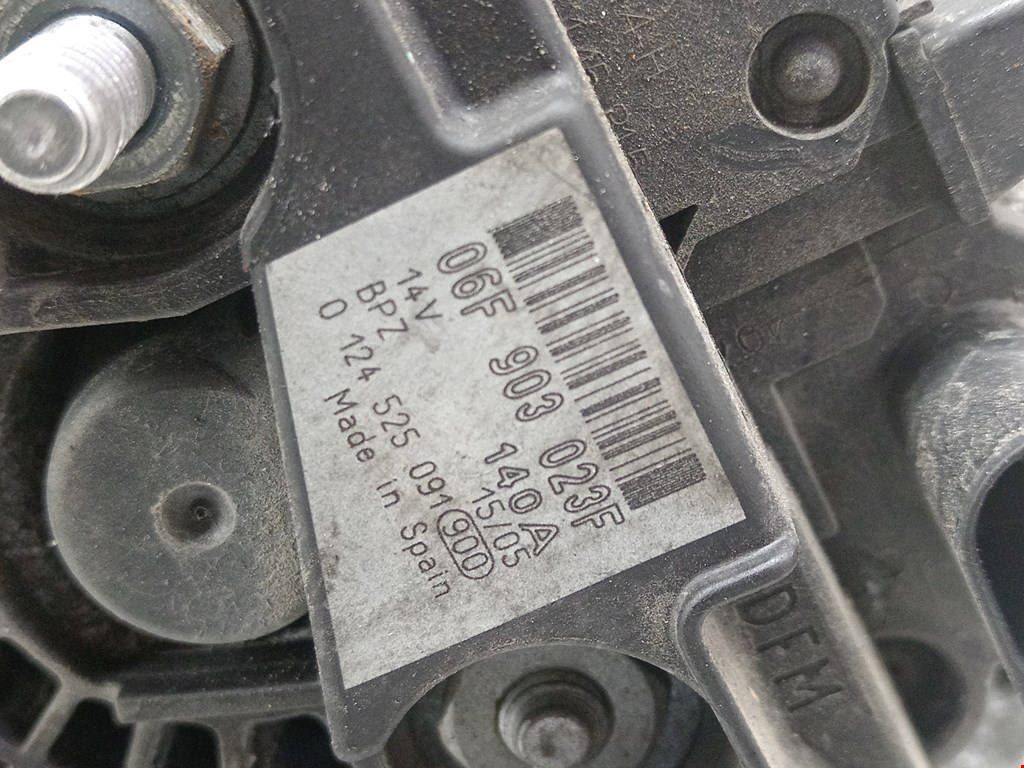 06F 903 023F
14V 140A
BPZ 15/05
0 124 525 091 900
Made in Spain
DFM